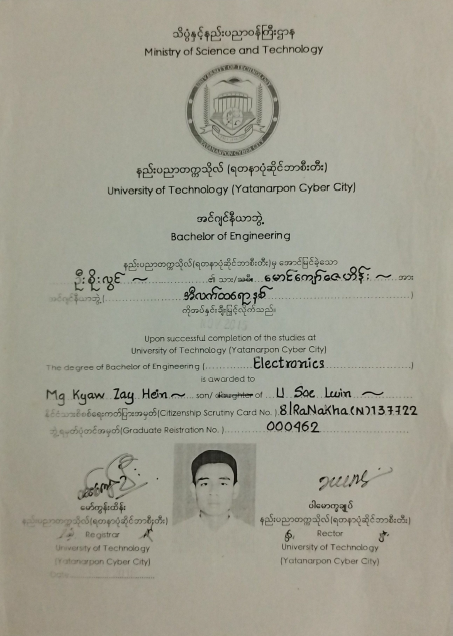 သိပ္ပံနှင့်နည်းပညာဝန်ကြီးဌာန
Ministry of Science and Technology
UNIVERSITY OF TECHNOLOGY
YATANARPON CYBER CITY
နည်းပညာတက္ကသိုလ် (ရတနာပုံဆိုင်ဘာစီးတီး)
University of Technology (Yatanarpon Cyber City)
အင်ဂျင်နီယာဘွဲ့
Bachelor of Engineering
နည်းပညာတက္ကသိုလ်(ရတနာပုံဆိုင်ဘာစီးတီး)မှ အောင်မြင်ခဲ့သော
ဦးစိုးလွင် ~ ၏ သား/သမီး မောင်ကျော်ဇေဟိန်း ~ အား
အင်ဂျင်နီယာဘွဲ့ ( အီလက်ထရောနစ် )
ကိုအပ်နှင်းချီးမြှင့်လိုက်သည်။
Upon successful completion of the studies at
University of Technology (Yatanarpon Cyber City)
The degree of Bachelor of Engineering ( Electronics )
is awarded to
Mg Kyaw Zay Hein ~ son/ daughter of U Soe Lwin ~
နိုင်ငံသားစိစစ်ရေးကတ်ပြားအမှတ်(Citizenship Scrutiny Card No. ) 8/RaNaKha(N)137722
ဘွဲ့ရမှတ်ပုံတင်အမှတ်(Graduate Reistration No. ) 000462
မော်ကွန်းထိန်း
နည်းပညာတက္ကသိုလ်(ရတနာပုံဆိုင်ဘာစီးတီး)
Registrar
University of Technology
(Yatanarpon Cyber City)
Date
ပါမောက္ခချုပ်
နည်းပညာတက္ကသိုလ်(ရတနာပုံဆိုင်ဘာစီးတီး)
Rector
University of Technology
(Yatanarpon Cyber City)